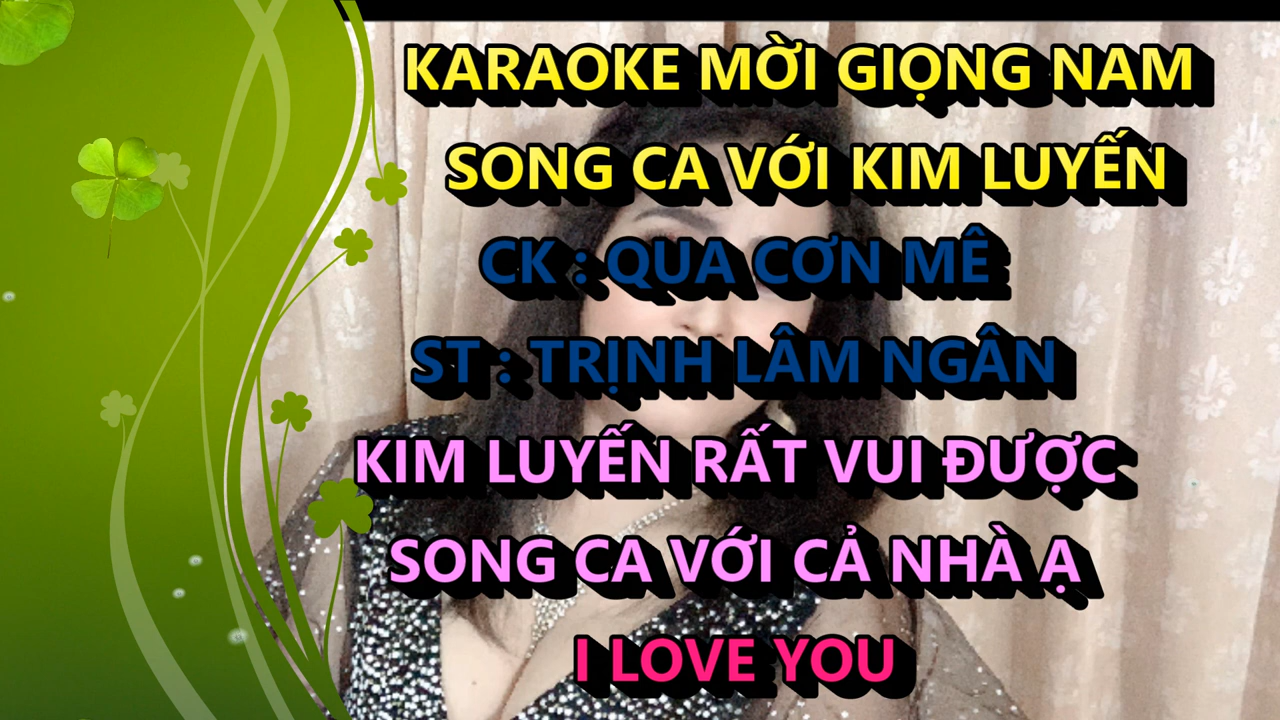 KARAOKE MỜI GIỌNG NAM
SONG CA VỚI KIM LUYẾN
CK : QUA CƠN MÊ
ST : TRỊNH LÂM NGÂN
KIM LUYẾN RẤT VUI ĐƯỢC
SONG CA VỚI CẢ NHÀ Ạ
I LOVE YOU